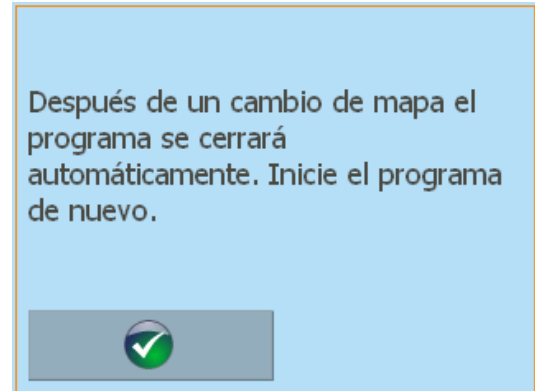 Después de un cambio de mapa el
programa se cerrará
automáticamente. Inicie el programa
de nuevo.